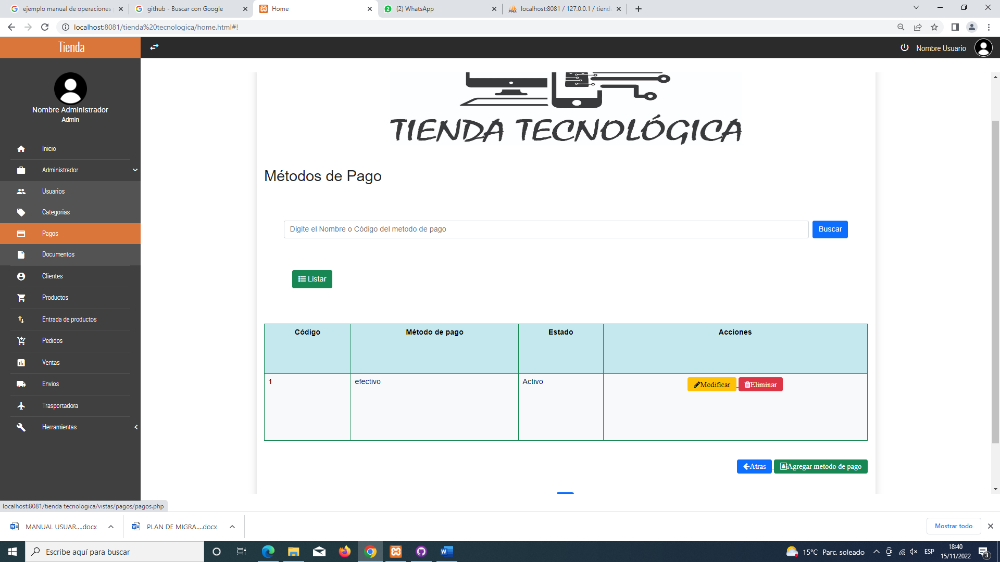 ejemplo manual de operaciones
github - Buscar con Google
Home
(2) WhatsApp
localhost:8081 / 127.0.0.1 / tiend
localhost:8081/tienda%20tecnologica/home.html#!
Tienda
Nombre Usuario
Nombre Administrador
Admin
Inicio
Administrador
Usuarios
Categorias
Pagos
Documentos
Clientes
Productos
Entrada de productos
Pedidos
Ventas
Envios
Trasportadora
Herramientas
TIENDA TECNOLÓGICA
Métodos de Pago
Digite el Nombre o Código del metodo de pago
Buscar
Listar
Código Método de pago Estado Acciones
1 efectivo Activo Modificar Eliminar
Atras Agregar metodo de pago
localhost:8081/tienda tecnologica/vistas/pagos/pagos.php
MANUAL USUAR....docx
PLAN DE MIGRA....docx
Mostrar todo
Escribe aquí para buscar
15°C Parc. soleado
ESP
18:40
15/11/2022
3